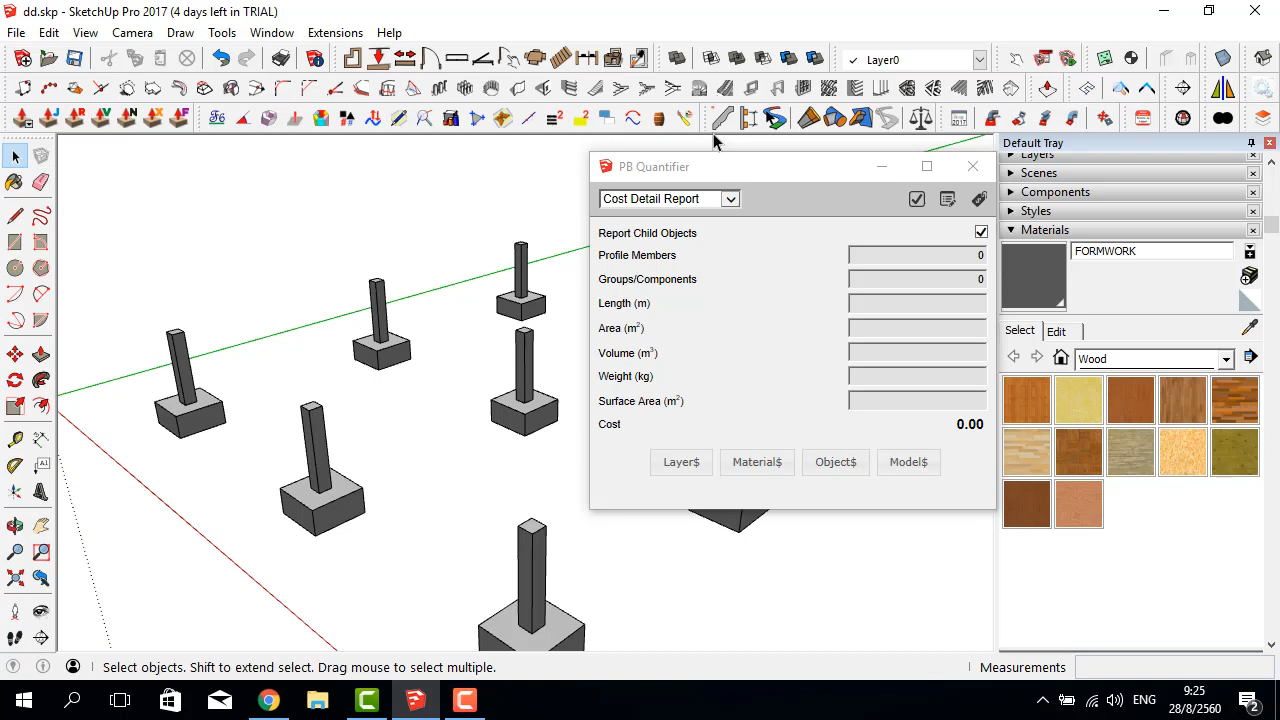 dd.skp - SketchUp Pro 2017 (4 days left in TRIAL)
File Edit View Camera Draw Tools Window Extensions Help
Layer0
PB Quantifier
Cost Detail Report
Report Child Objects
Profile Members 0
Groups/Components 0
Length (m)
Area (m²)
Volume (m³)
Weight (kg)
Surface Area (m²)
Cost 0.00
Layer$ Material$ Object$ Model$
Default Tray
Layers
Scenes
Components
Styles
Materials
FORMWORK
Select Edit
Wood
Select objects. Shift to extend select. Drag mouse to select multiple.
Measurements
ENG
9:25
28/8/2560
2